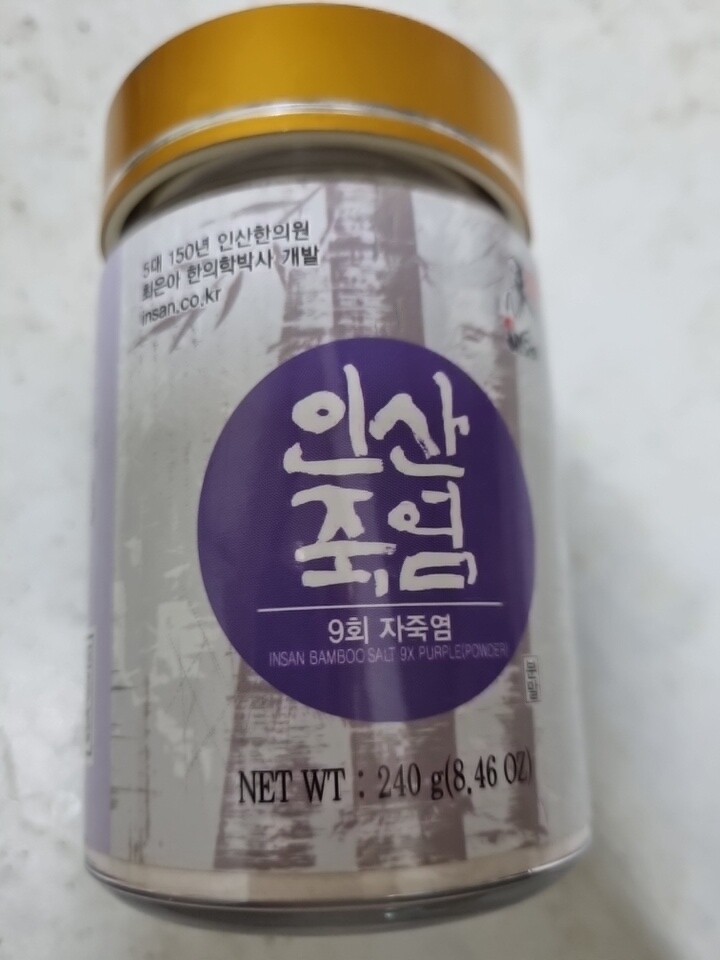 5대 150년 인산한의원
최은아 한의학박사 개발
insan.co.kr
인산
죽염
9회 자죽염
INSAN BAMBOO SALT 9X PURPLE(POWDER)
분말
NET WT : 240 g(8.46 OZ)